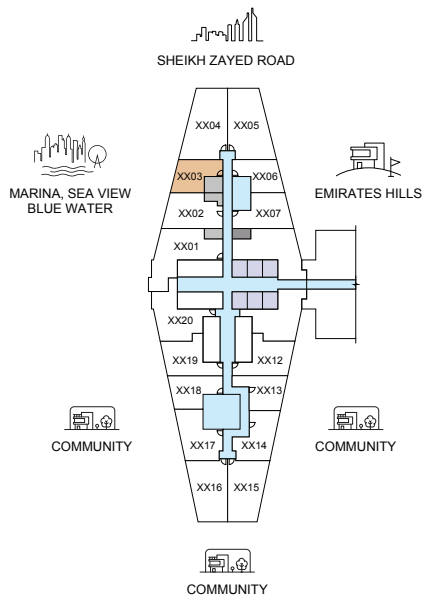 SHEIKH ZAYED ROAD
XX04
XX05
XX03
XX06
MARINA, SEA VIEW
BLUE WATER
EMIRATES HILLS
XX02
XX07
XX01
XX20
XX19
XX12
XX18
XX13
COMMUNITY
COMMUNITY
XX17
XX14
XX16
XX15
COMMUNITY